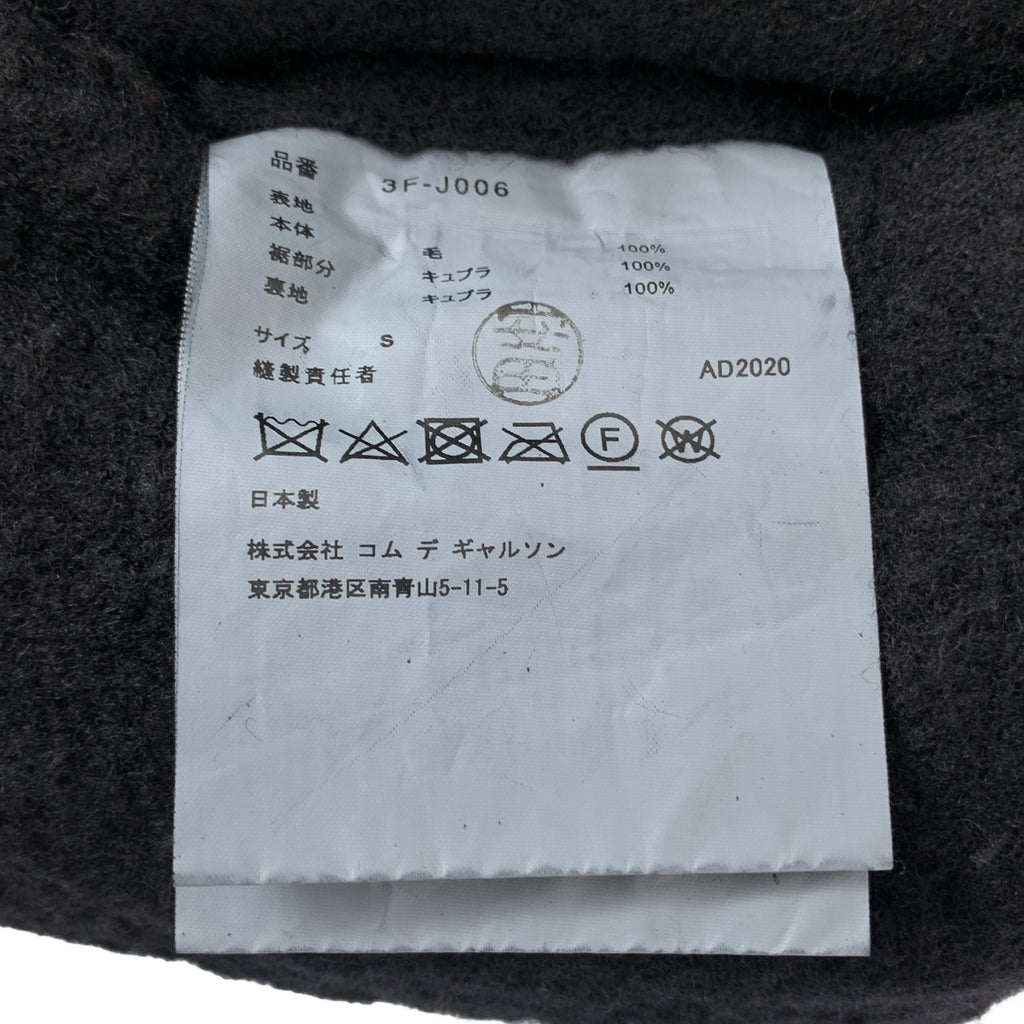 品番 3F-J006
表地
本体 毛 100%
裾部分 キュプラ 100%
裏地 キュプラ 100%
サイズ S
縫製責任者
AD2020
F
W
日本製
株式会社 コム デ ギャルソン
東京都港区南青山5-11-5